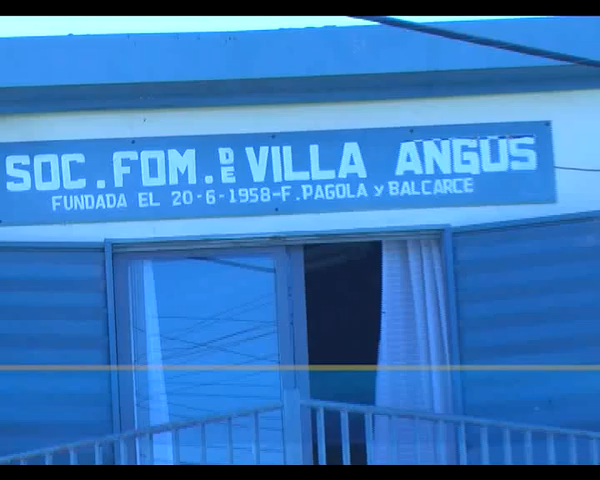 SOC. FOM. DE VILLA ANGUS
FUNDADA EL 20-6-1958-F. PAGOLA y BALCARCE